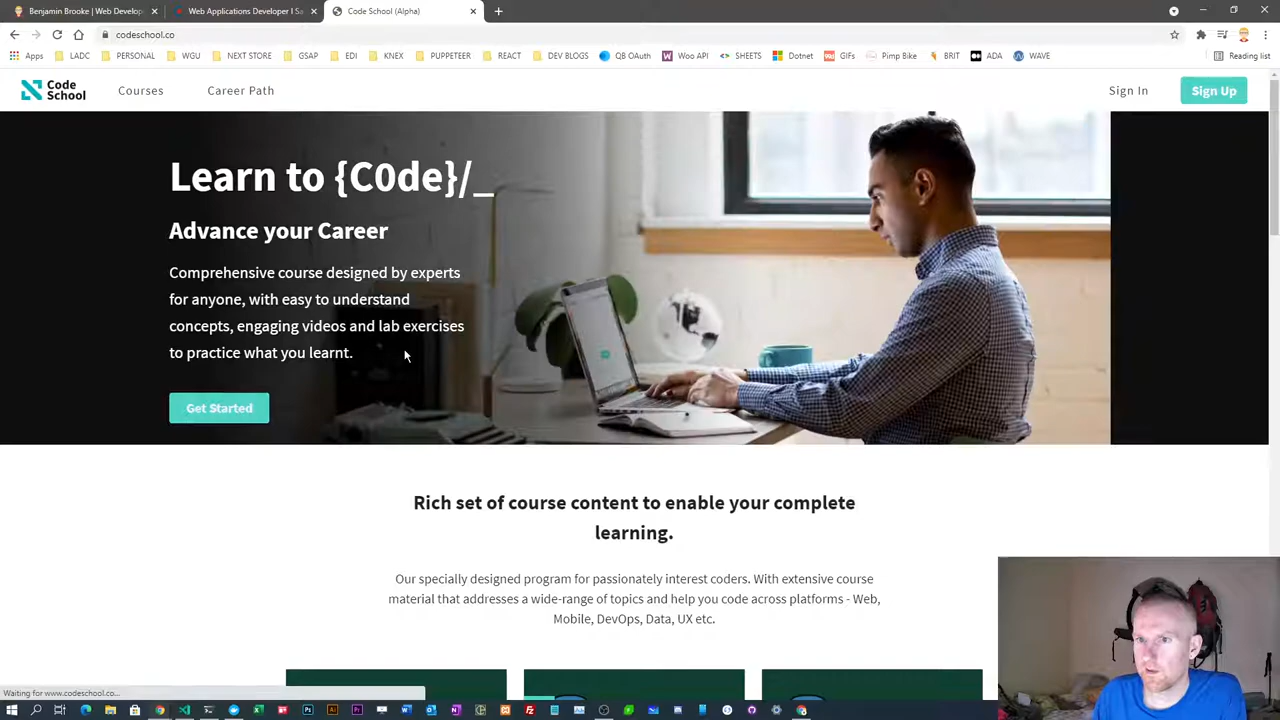 Benjamin Brooke | Web Develop
Web Applications Developer I S
Code School (Alpha)
codeschool.co
Apps
LADC
PERSONAL
WGU
NEXT STORE
GSAP
EDI
KNEX
PUPPETEER
REACT
DEV BLOGS
QB OAuth
Woo API
SHEETS
Dotnet
GIFs
Pimp Bike
BRIT
ADA
WAVE
Reading list
Code
School
Courses
Career Path
Sign In
Sign Up
Learn to {C0de}/_
Advance your Career
Comprehensive course designed by experts
for anyone, with easy to understand
concepts, engaging videos and lab exercises
to practice what you learnt.
Get Started
Rich set of course content to enable your complete
learning.
Our specially designed program for passionately interest coders. With extensive course
material that addresses a wide-range of topics and help you code across platforms - Web,
Mobile, DevOps, Data, UX etc.
Waiting for www.codeschool.co...